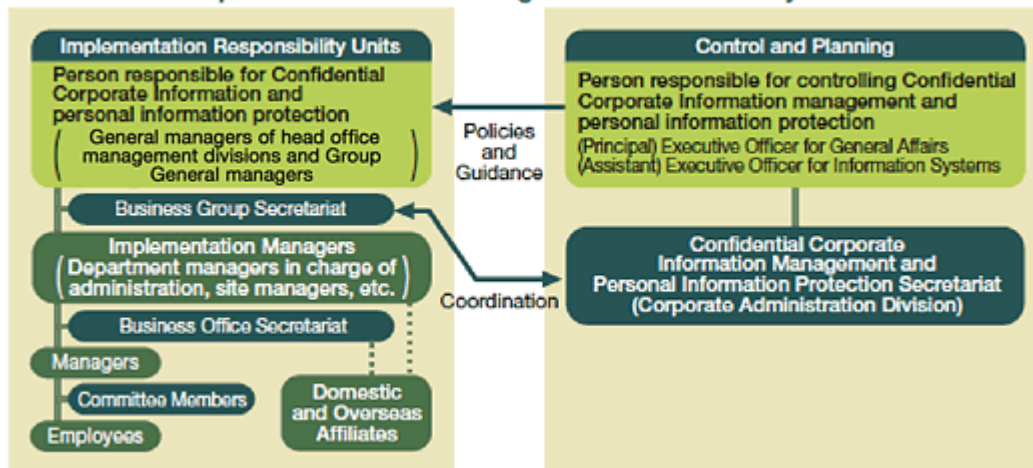 Implementation Responsibility Units
Person responsible for Confidential
Corporate Information and
personal information protection
( General managers of head office
management divisions and Group
General managers )
Business Group Secretariat
Implementation Managers
( Department managers in charge of
administration, site managers, etc. )
Business Office Secretariat
Managers
Committee Members
Employees
Domestic
and Overseas
Affiliates
Policies
and
Guidance
Coordination
Control and Planning
Person responsible for controlling Confidential
Corporate Information management and
personal information protection
(Principal) Executive Officer for General Affairs
(Assistant) Executive Officer for Information Systems
Confidential Corporate
Information Management and
Personal Information Protection Secretariat
(Corporate Administration Division)